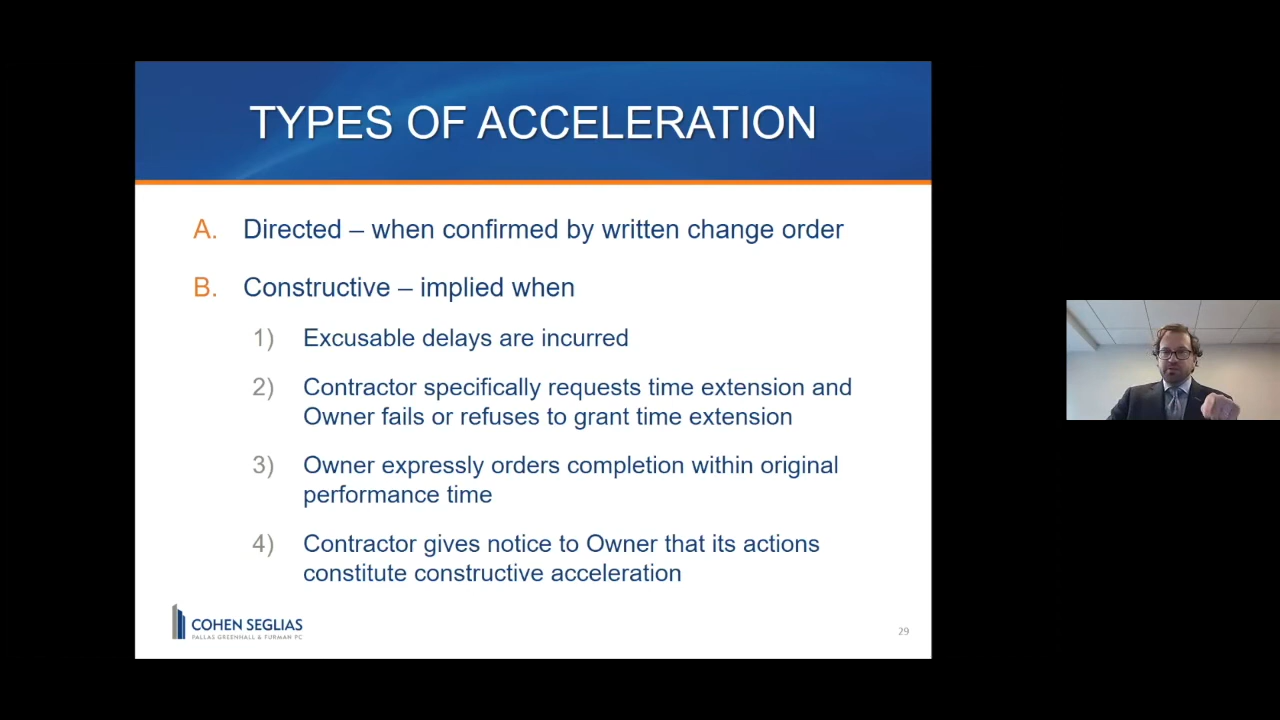 TYPES OF ACCELERATION
A. Directed – when confirmed by written change order
B. Constructive – implied when
1) Excusable delays are incurred
2) Contractor specifically requests time extension and
Owner fails or refuses to grant time extension
3) Owner expressly orders completion within original
performance time
4) Contractor gives notice to Owner that its actions
constitute constructive acceleration
COHEN SEGLIAS
PALLAS GREENHALL & FURMAN PC
29